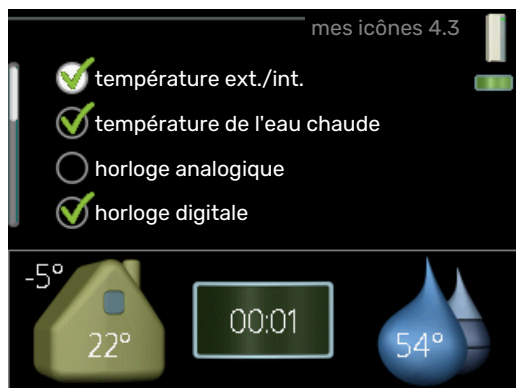 mes icônes 4.3
température ext./int.
température de l'eau chaude
horloge analogique
horloge digitale
-5°
22°
00:01
54°